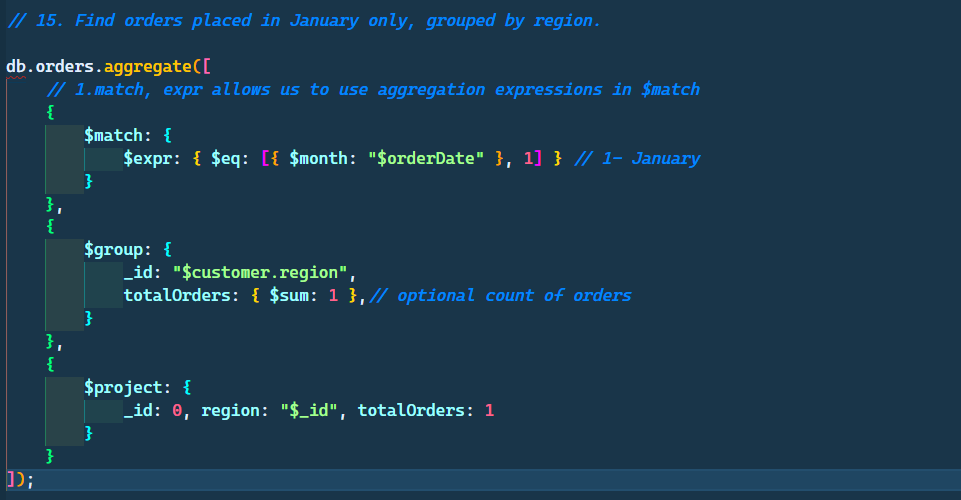 // 15. Find orders placed in January only, grouped by region.
db.orders.aggregate([
// 1.match, expr allows us to use aggregation expressions in $match
{
$match: {
$expr: { $eq: [{ $month: "$orderDate" }, 1] } // 1- January
}
},
{
$group: {
_id: "$customer.region",
totalOrders: { $sum: 1 },// optional count of orders
}
},
{
$project: {
_id: 0, region: "$_id", totalOrders: 1
}
}
]);